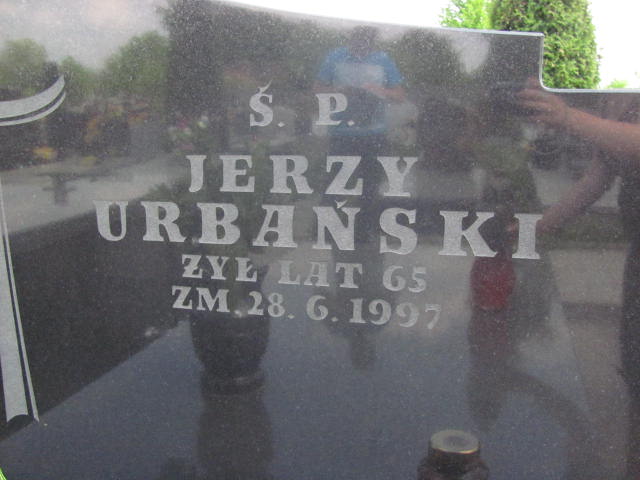 Ś. P.
JERZY
URBAŃSKI
ŻYŁ LAT 65
ZM. 28. 6. 1997